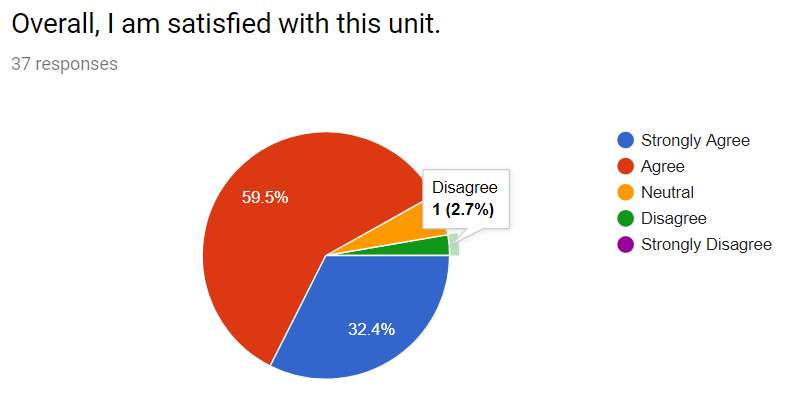 Overall, I am satisfied with this unit.
37 responses
59.5%
Disagree
1 (2.7%)
32.4%
Strongly Agree
Agree
Neutral
Disagree
Strongly Disagree